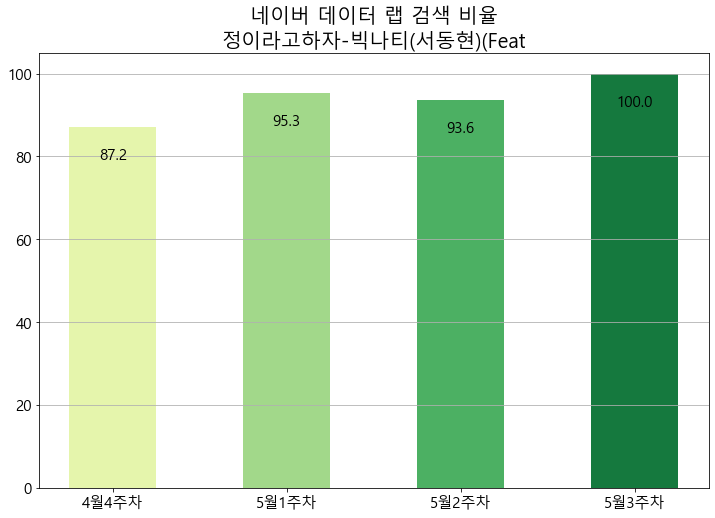 네이버 데이터 랩 검색 비율
정이라고하자-빅나티(서동현)(Feat
100
80
60
40
20
0
87.2
95.3
93.6
100.0
4월4주차
5월1주차
5월2주차
5월3주차